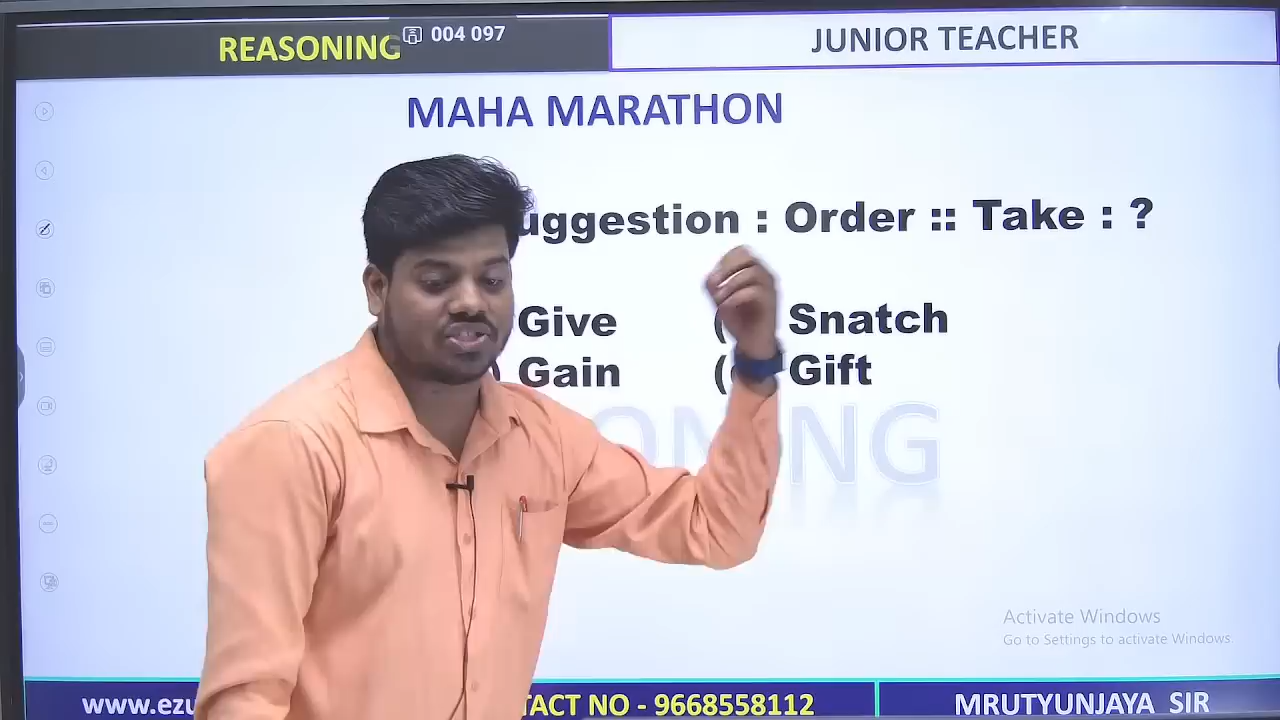 REASONING
004 097
JUNIOR TEACHER
MAHA MARATHON
uggestion : Order :: Take : ?
Give
( Snatch
) Gain
( Gift
ONING
Activate Windows
Go to Settings to activate Windows.
www.ezu
TACT NO - 9668558112
MRUTYUNJAYA SIR